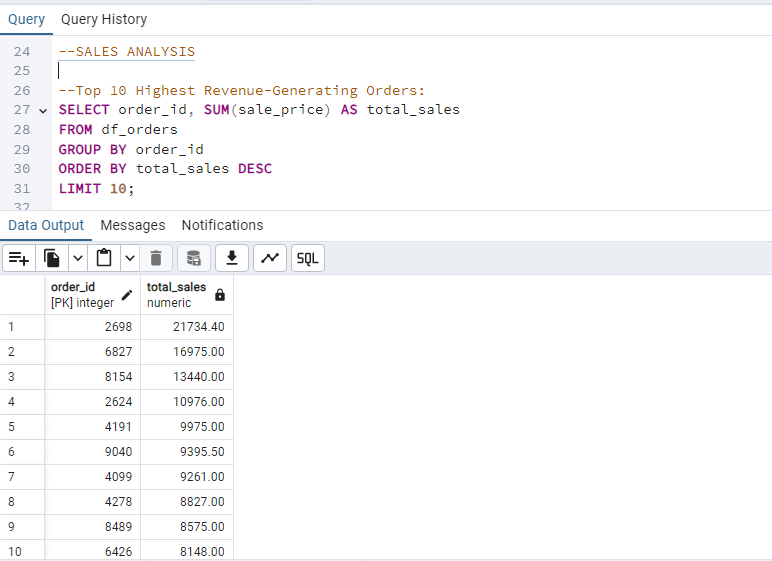 Query Query History
24 --SALES ANALYSIS
25
26 --Top 10 Highest Revenue-Generating Orders:
27 SELECT order_id, SUM(sale_price) AS total_sales
28 FROM df_orders
29 GROUP BY order_id
30 ORDER BY total_sales DESC
31 LIMIT 10;
32
Data Output Messages Notifications
SQL
order_id total_sales
[PK] integer numeric
1 2698 21734.40
2 6827 16975.00
3 8154 13440.00
4 2624 10976.00
5 4191 9975.00
6 9040 9395.50
7 4099 9261.00
8 4278 8827.00
9 8489 8575.00
10 6426 8148.00